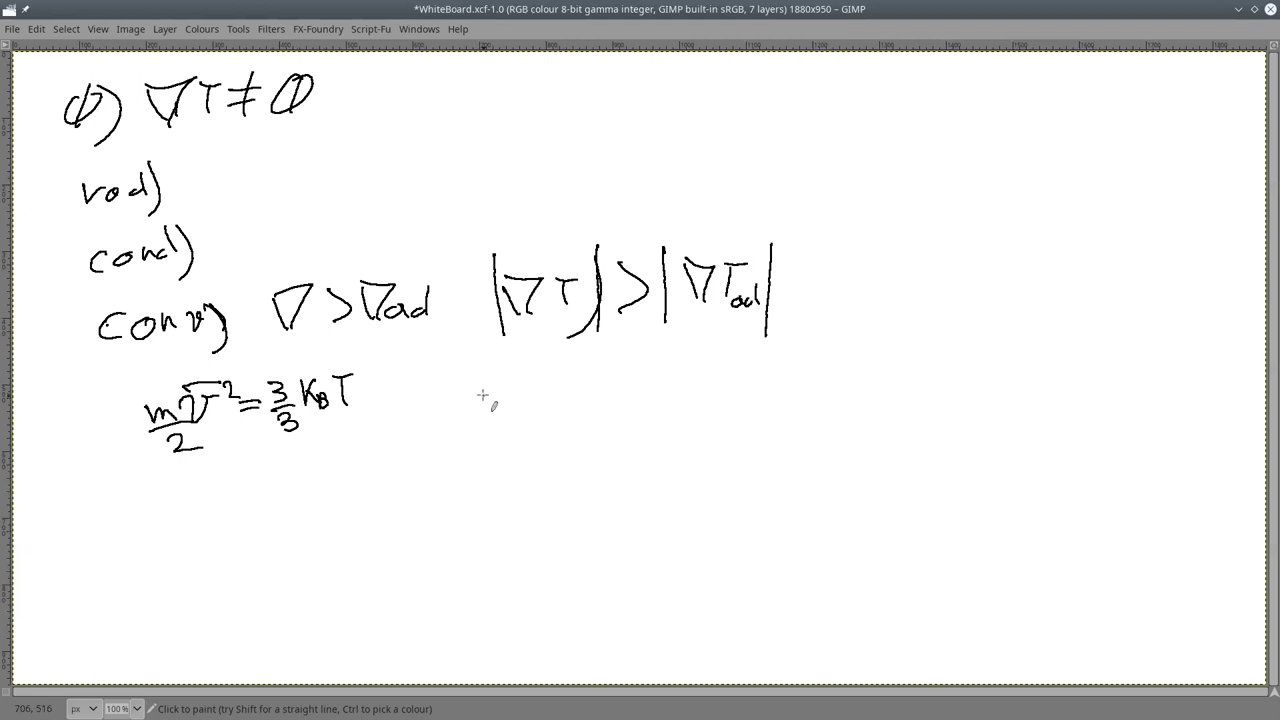 *WhiteBoard.xcf-1.0 (RGB colour 8-bit gamma integer, GIMP built-in sRGB, 7 layers) 1880x950 – GIMP
File Edit Select View Image Layer Colours Tools Filters FX-Foundry Script-Fu Windows Help
0) ∇T ≠ 0
rad)
cond)
conv) ∇ > ∇ad |∇T| > |∇Tad|
mv̅²/2 = 3/3 KBT
706, 516 px 100% Click to paint (try Shift for a straight line, Ctrl to pick a colour)